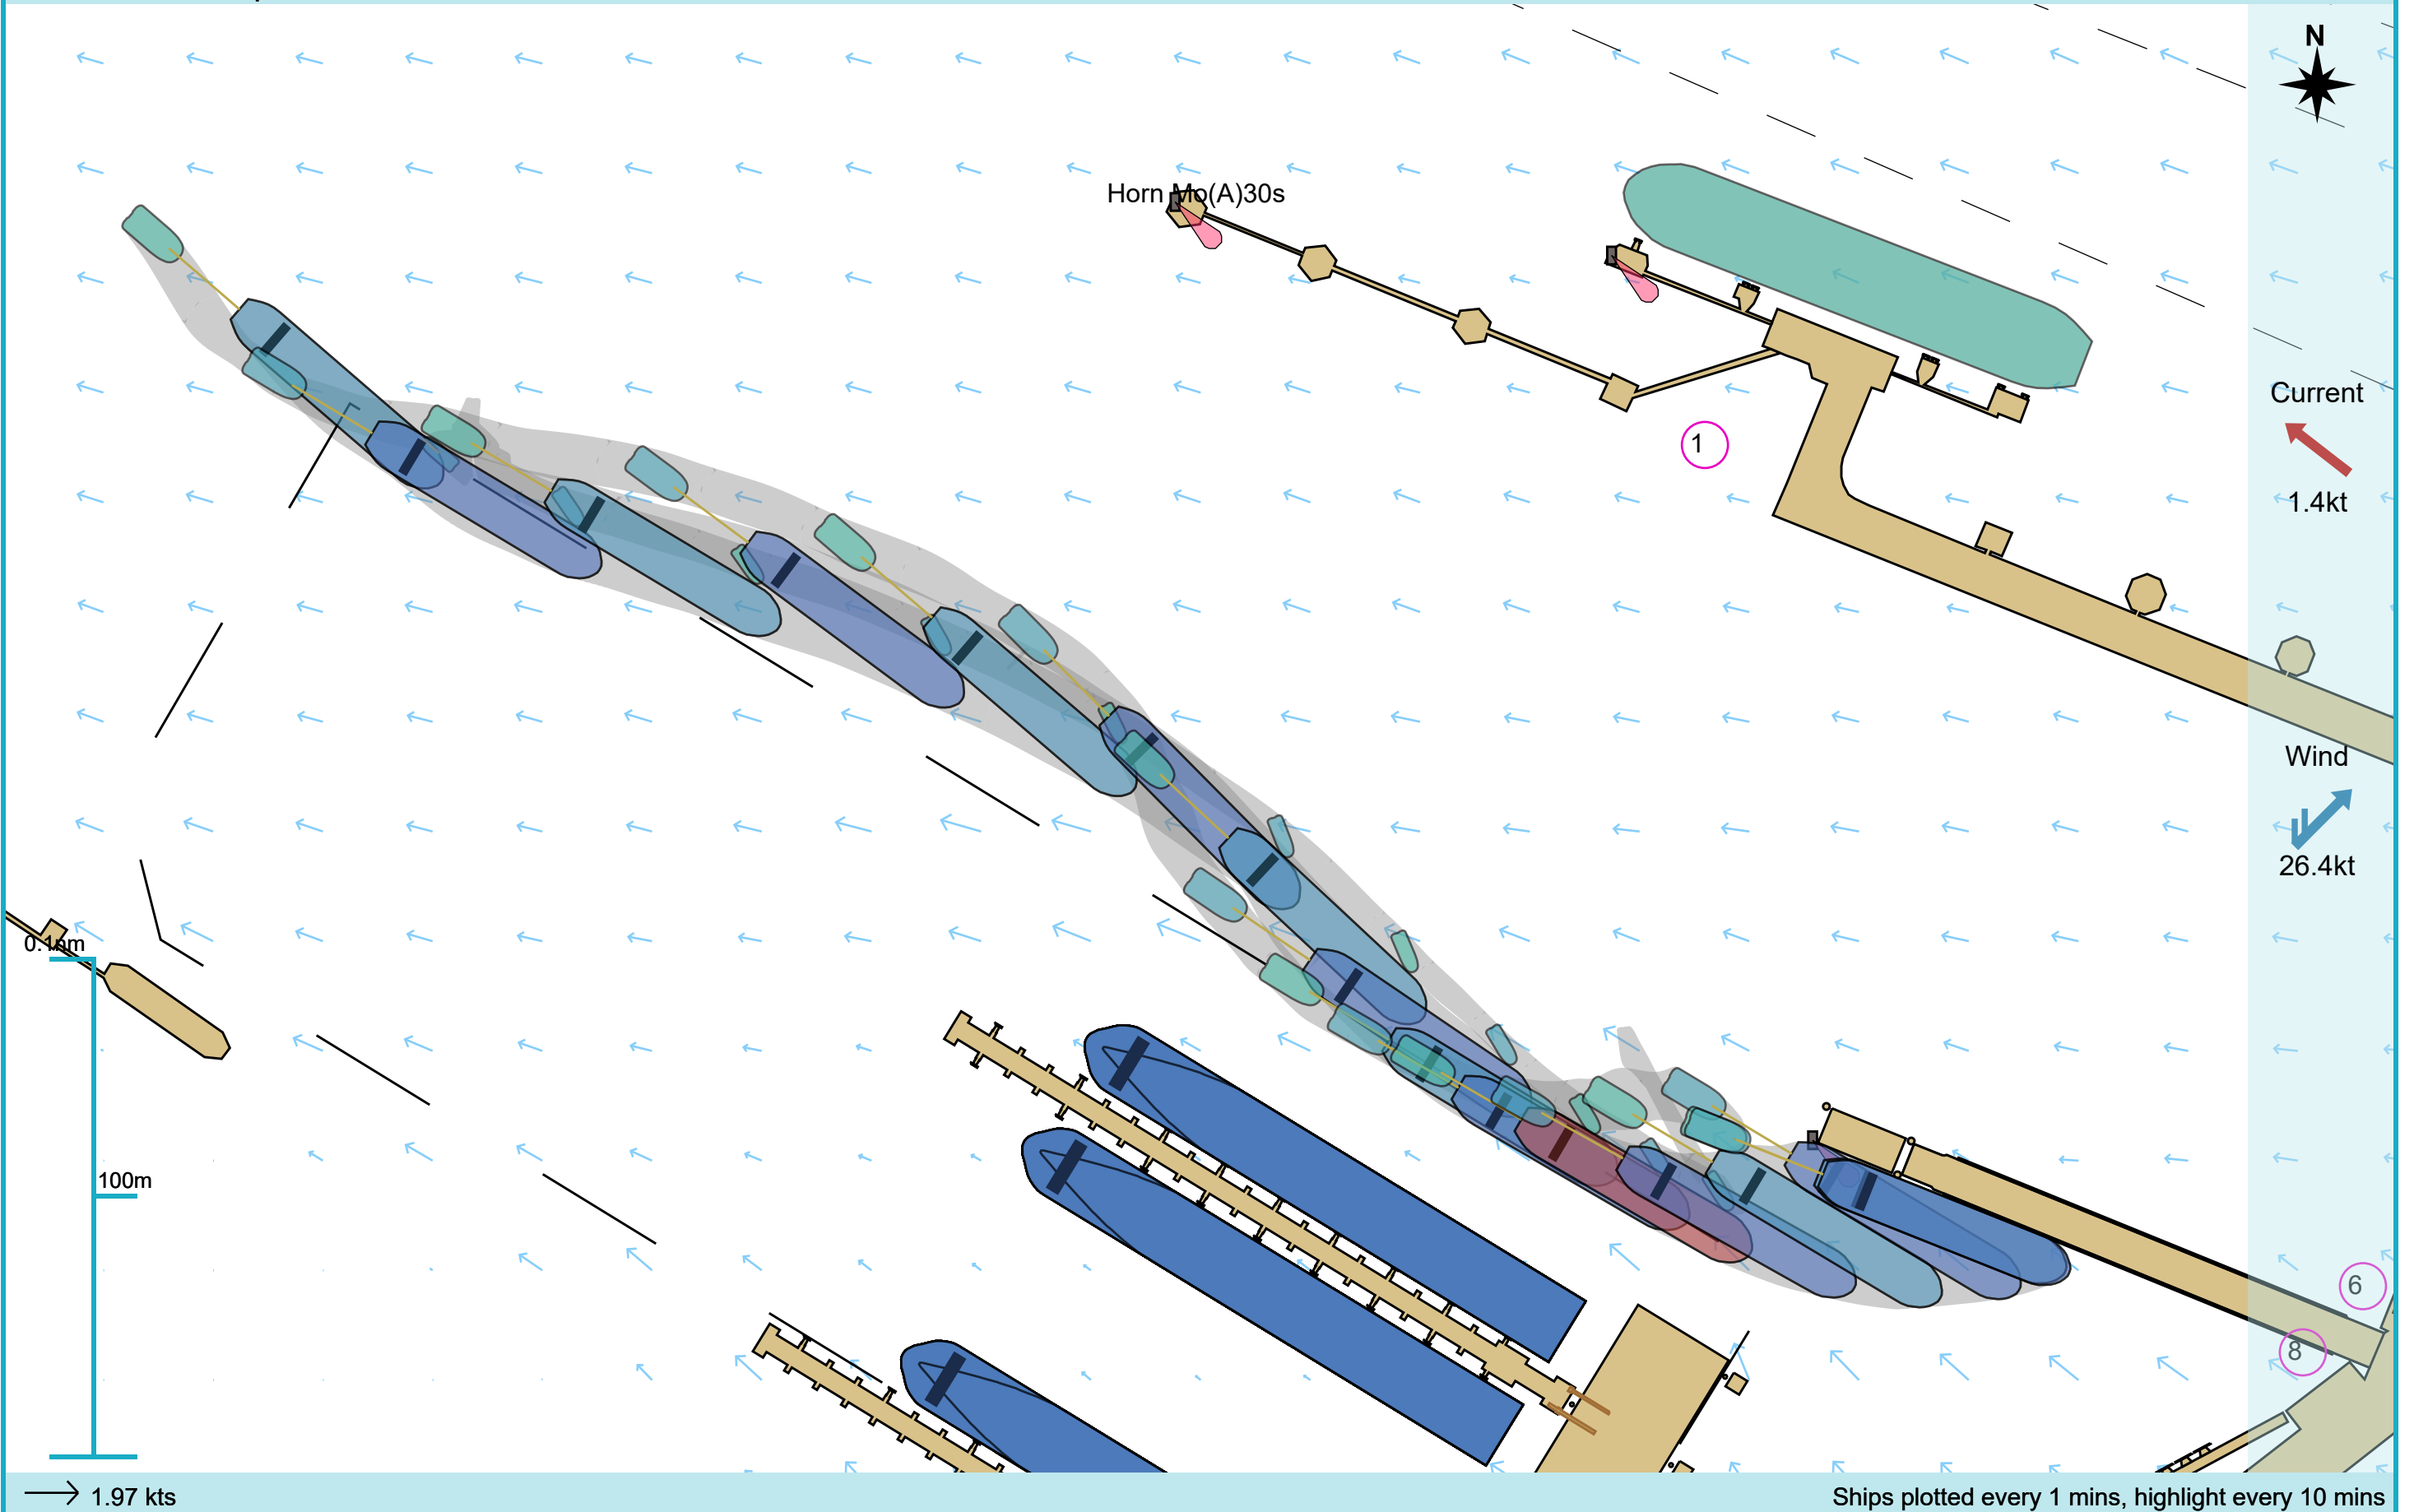 N
Horn Mo(A)30s
Current
1
1.4kt
Wind
26.4kt
0.1nm
100m
6
8
1.97 kts
Ships plotted every 1 mins, highlight every 10 mins